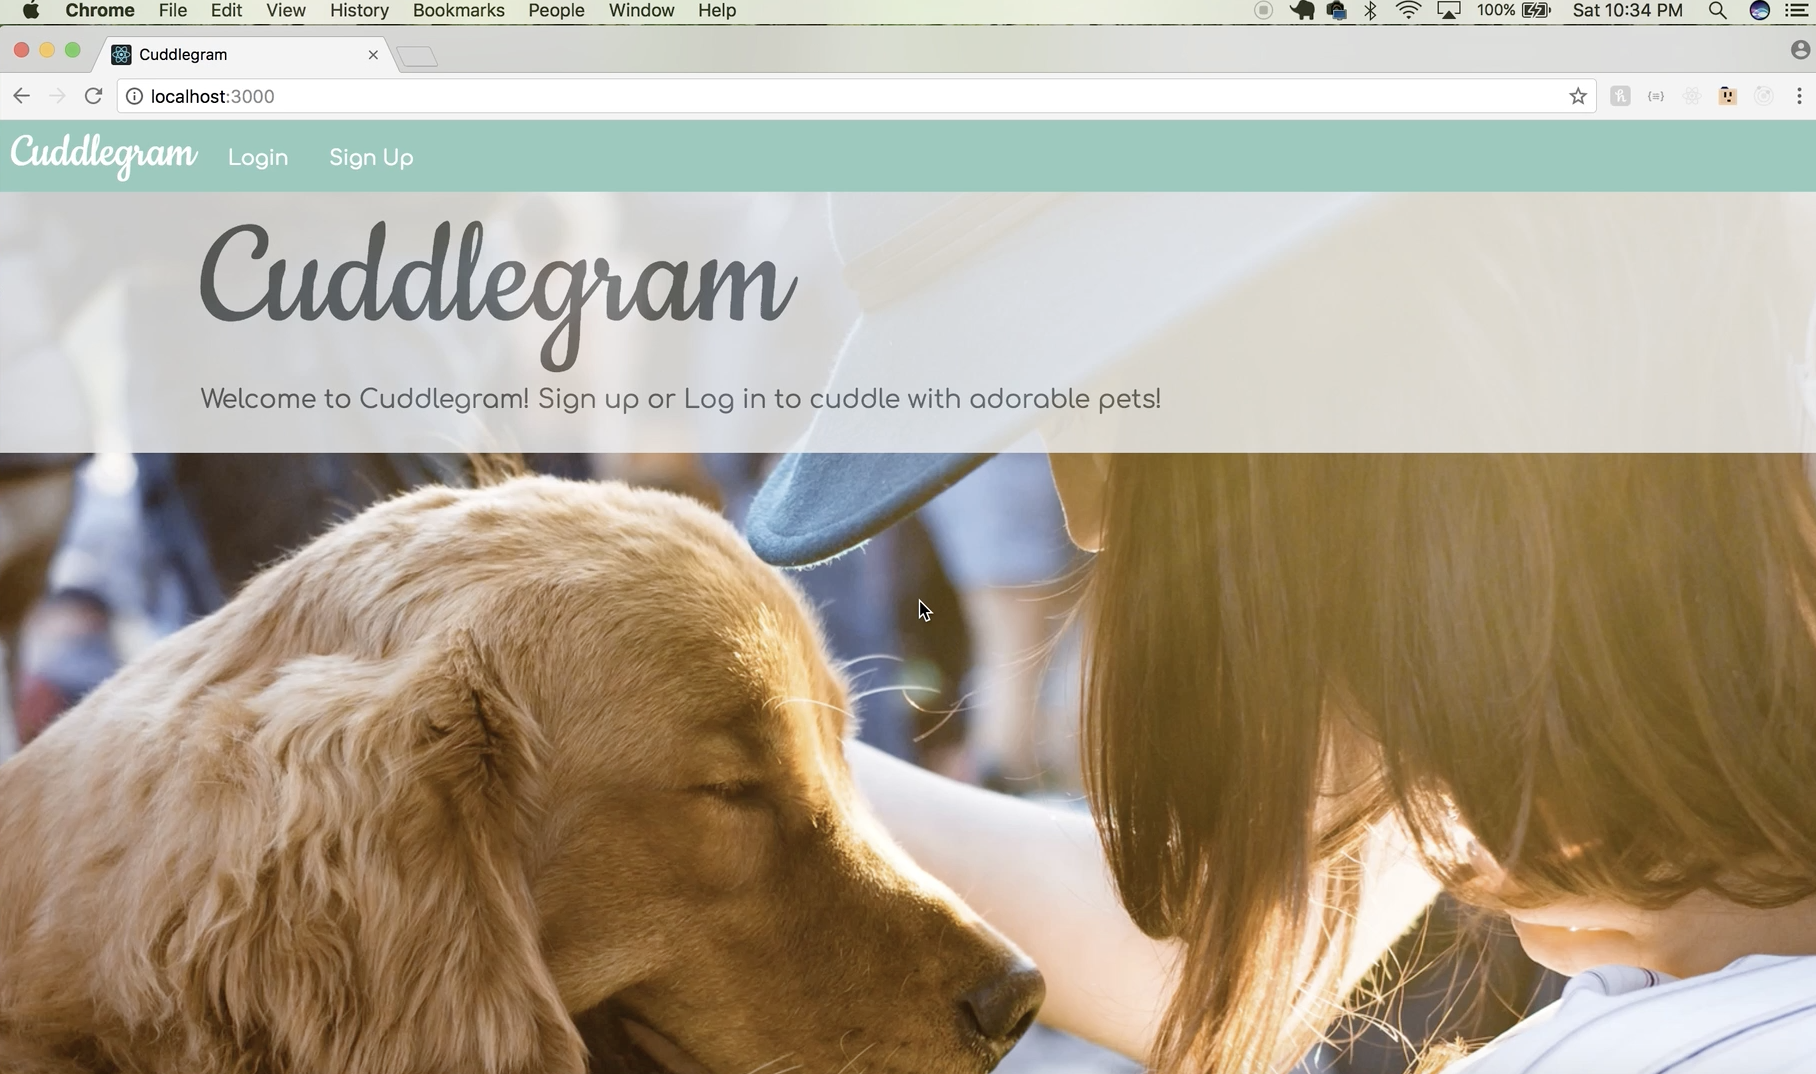 Chrome File Edit View History Bookmarks People Window Help 100% Sat 10:34 PM
Cuddlegram
localhost:3000
Cuddlegram Login Sign Up
Cuddlegram
Welcome to Cuddlegram! Sign up or Log in to cuddle with adorable pets!